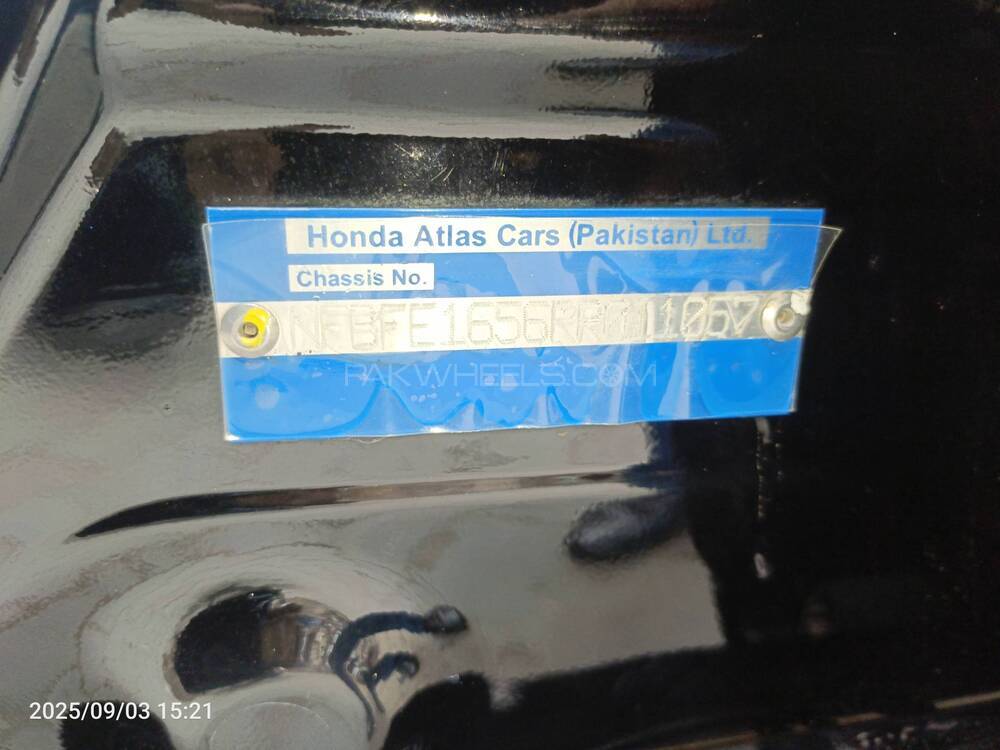 Honda Atlas Cars (Pakistan) Ltd.
Chassis No.
PAKWHEELS.COM
2025/09/03 15:21